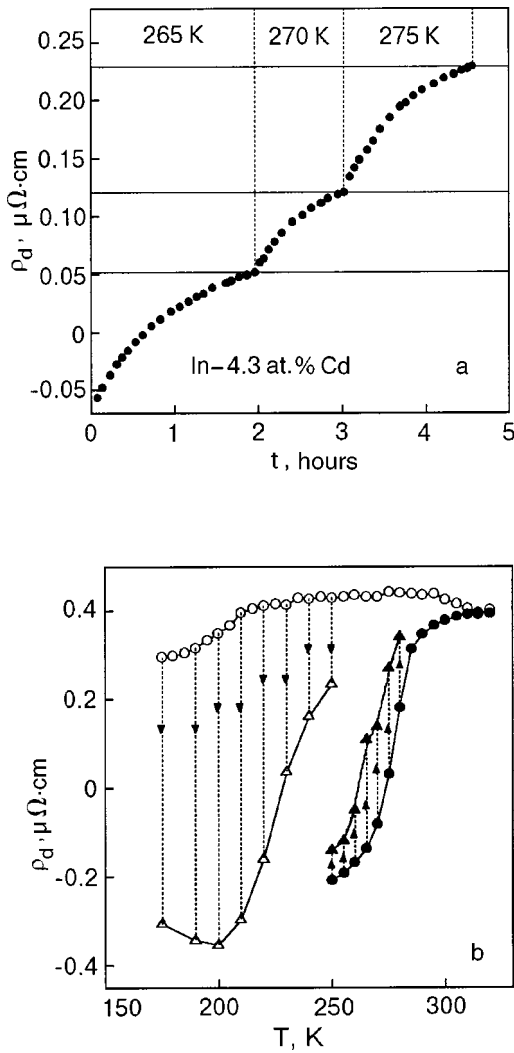 0.25
0.20
0.15
0.10
0.05
0
-0.05
ρd , μΩ·cm
265 K 270 K 275 K
In−4.3 at.% Cd a
0 1 2 3 4 5
t , hours
0.4
0.2
0
-0.2
-0.4
ρd , μΩ·cm
b
150 200 250 300
T, K